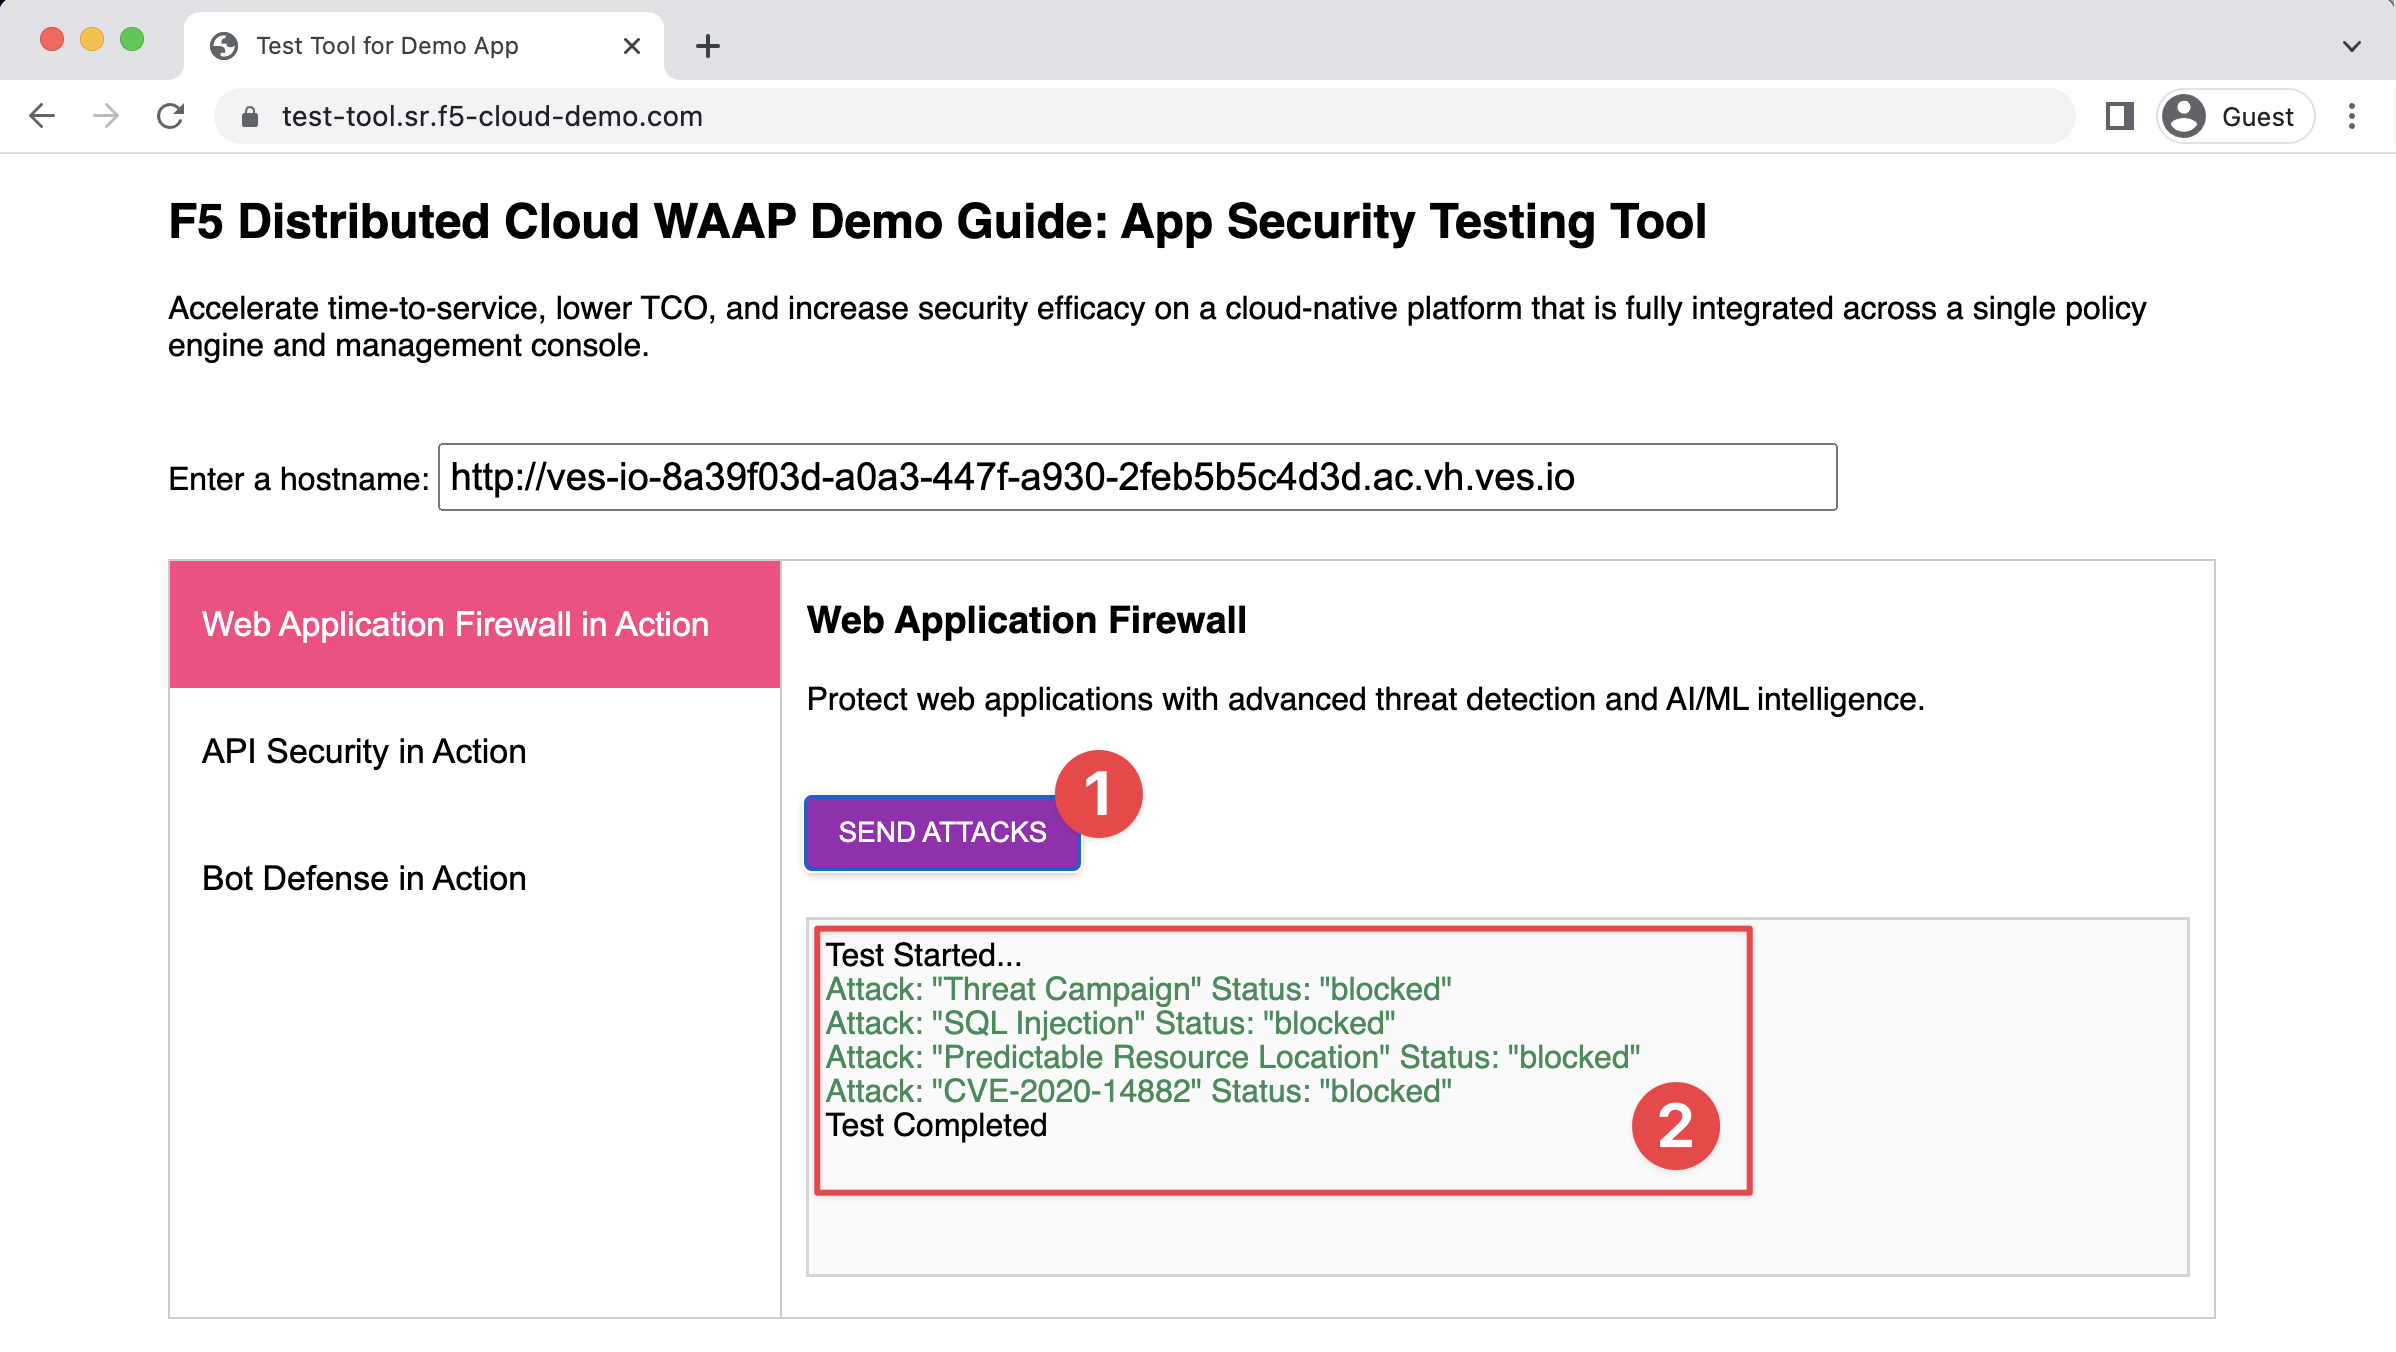 Test Tool for Demo App
test-tool.sr.f5-cloud-demo.com
Guest
F5 Distributed Cloud WAAP Demo Guide: App Security Testing Tool
Accelerate time-to-service, lower TCO, and increase security efficacy on a cloud-native platform that is fully integrated across a single policy
engine and management console.
Enter a hostname: http://ves-io-8a39f03d-a0a3-447f-a930-2feb5b5c4d3d.ac.vh.ves.io
Web Application Firewall in Action
API Security in Action
Bot Defense in Action
Web Application Firewall
Protect web applications with advanced threat detection and AI/ML intelligence.
1
SEND ATTACKS
Test Started...
Attack: "Threat Campaign" Status: "blocked"
Attack: "SQL Injection" Status: "blocked"
Attack: "Predictable Resource Location" Status: "blocked"
Attack: "CVE-2020-14882" Status: "blocked"
Test Completed
2